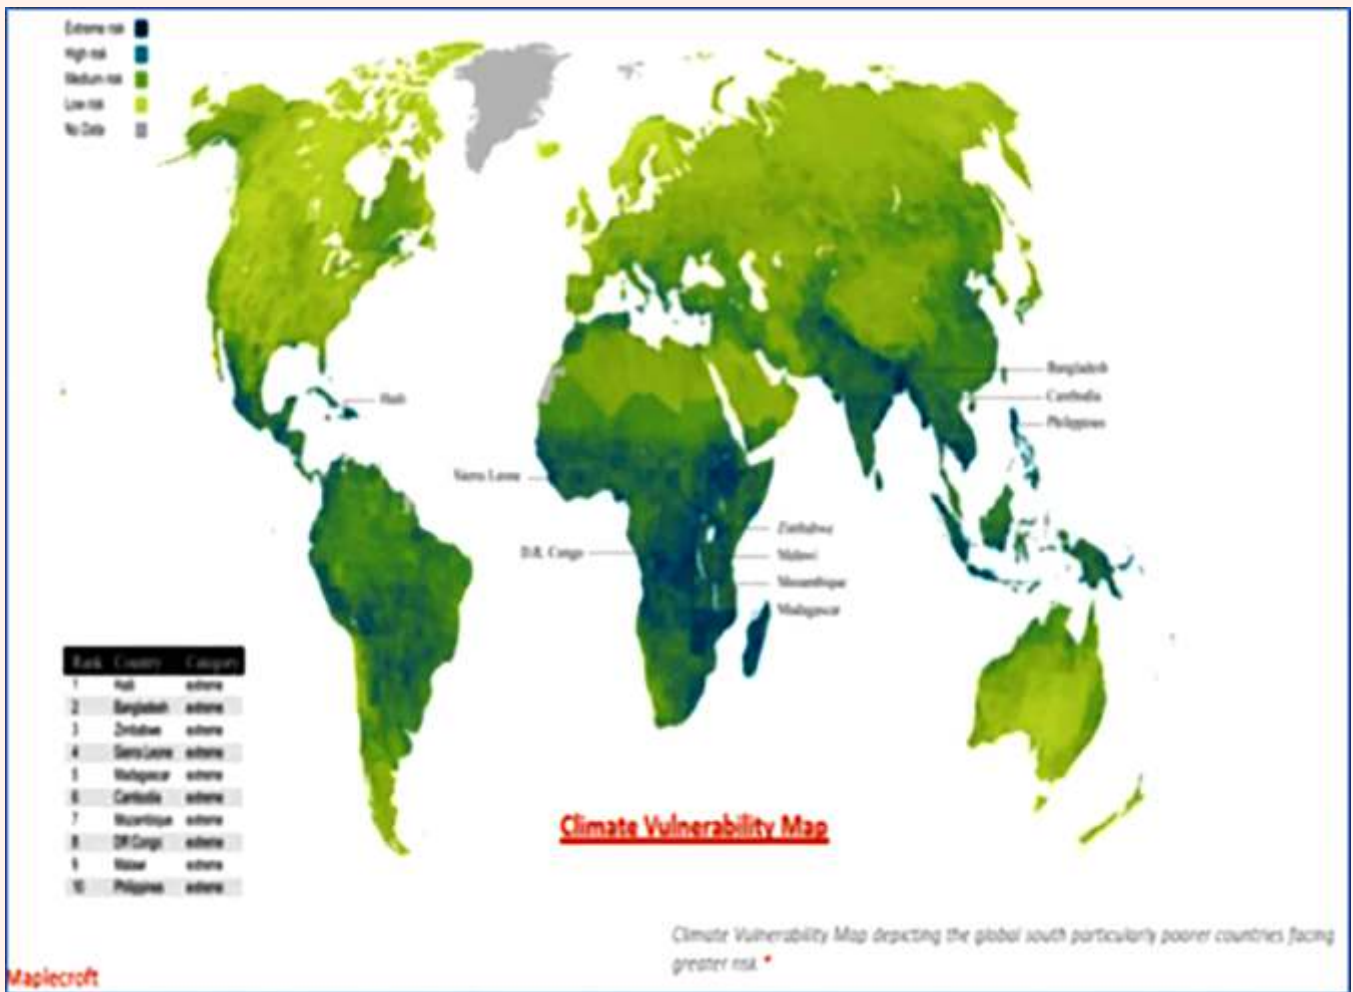 Extreme risk
High risk
Medium risk
Low risk
No Data
Haiti
Bangladesh
Cambodia
Philippines
Sierra Leone
D.R. Congo
Zimbabwe
Malawi
Mozambique
Madagascar
Rank Country Category
1 Haiti extreme
2 Bangladesh extreme
3 Zimbabwe extreme
4 Sierra Leone extreme
5 Madagascar extreme
6 Cambodia extreme
7 Mozambique extreme
8 DR Congo extreme
9 Malawi extreme
10 Philippines extreme
Climate Vulnerability Map
Climate Vulnerability Map depicting the global south particularly poorer countries facing
greater risk *
Maplecroft